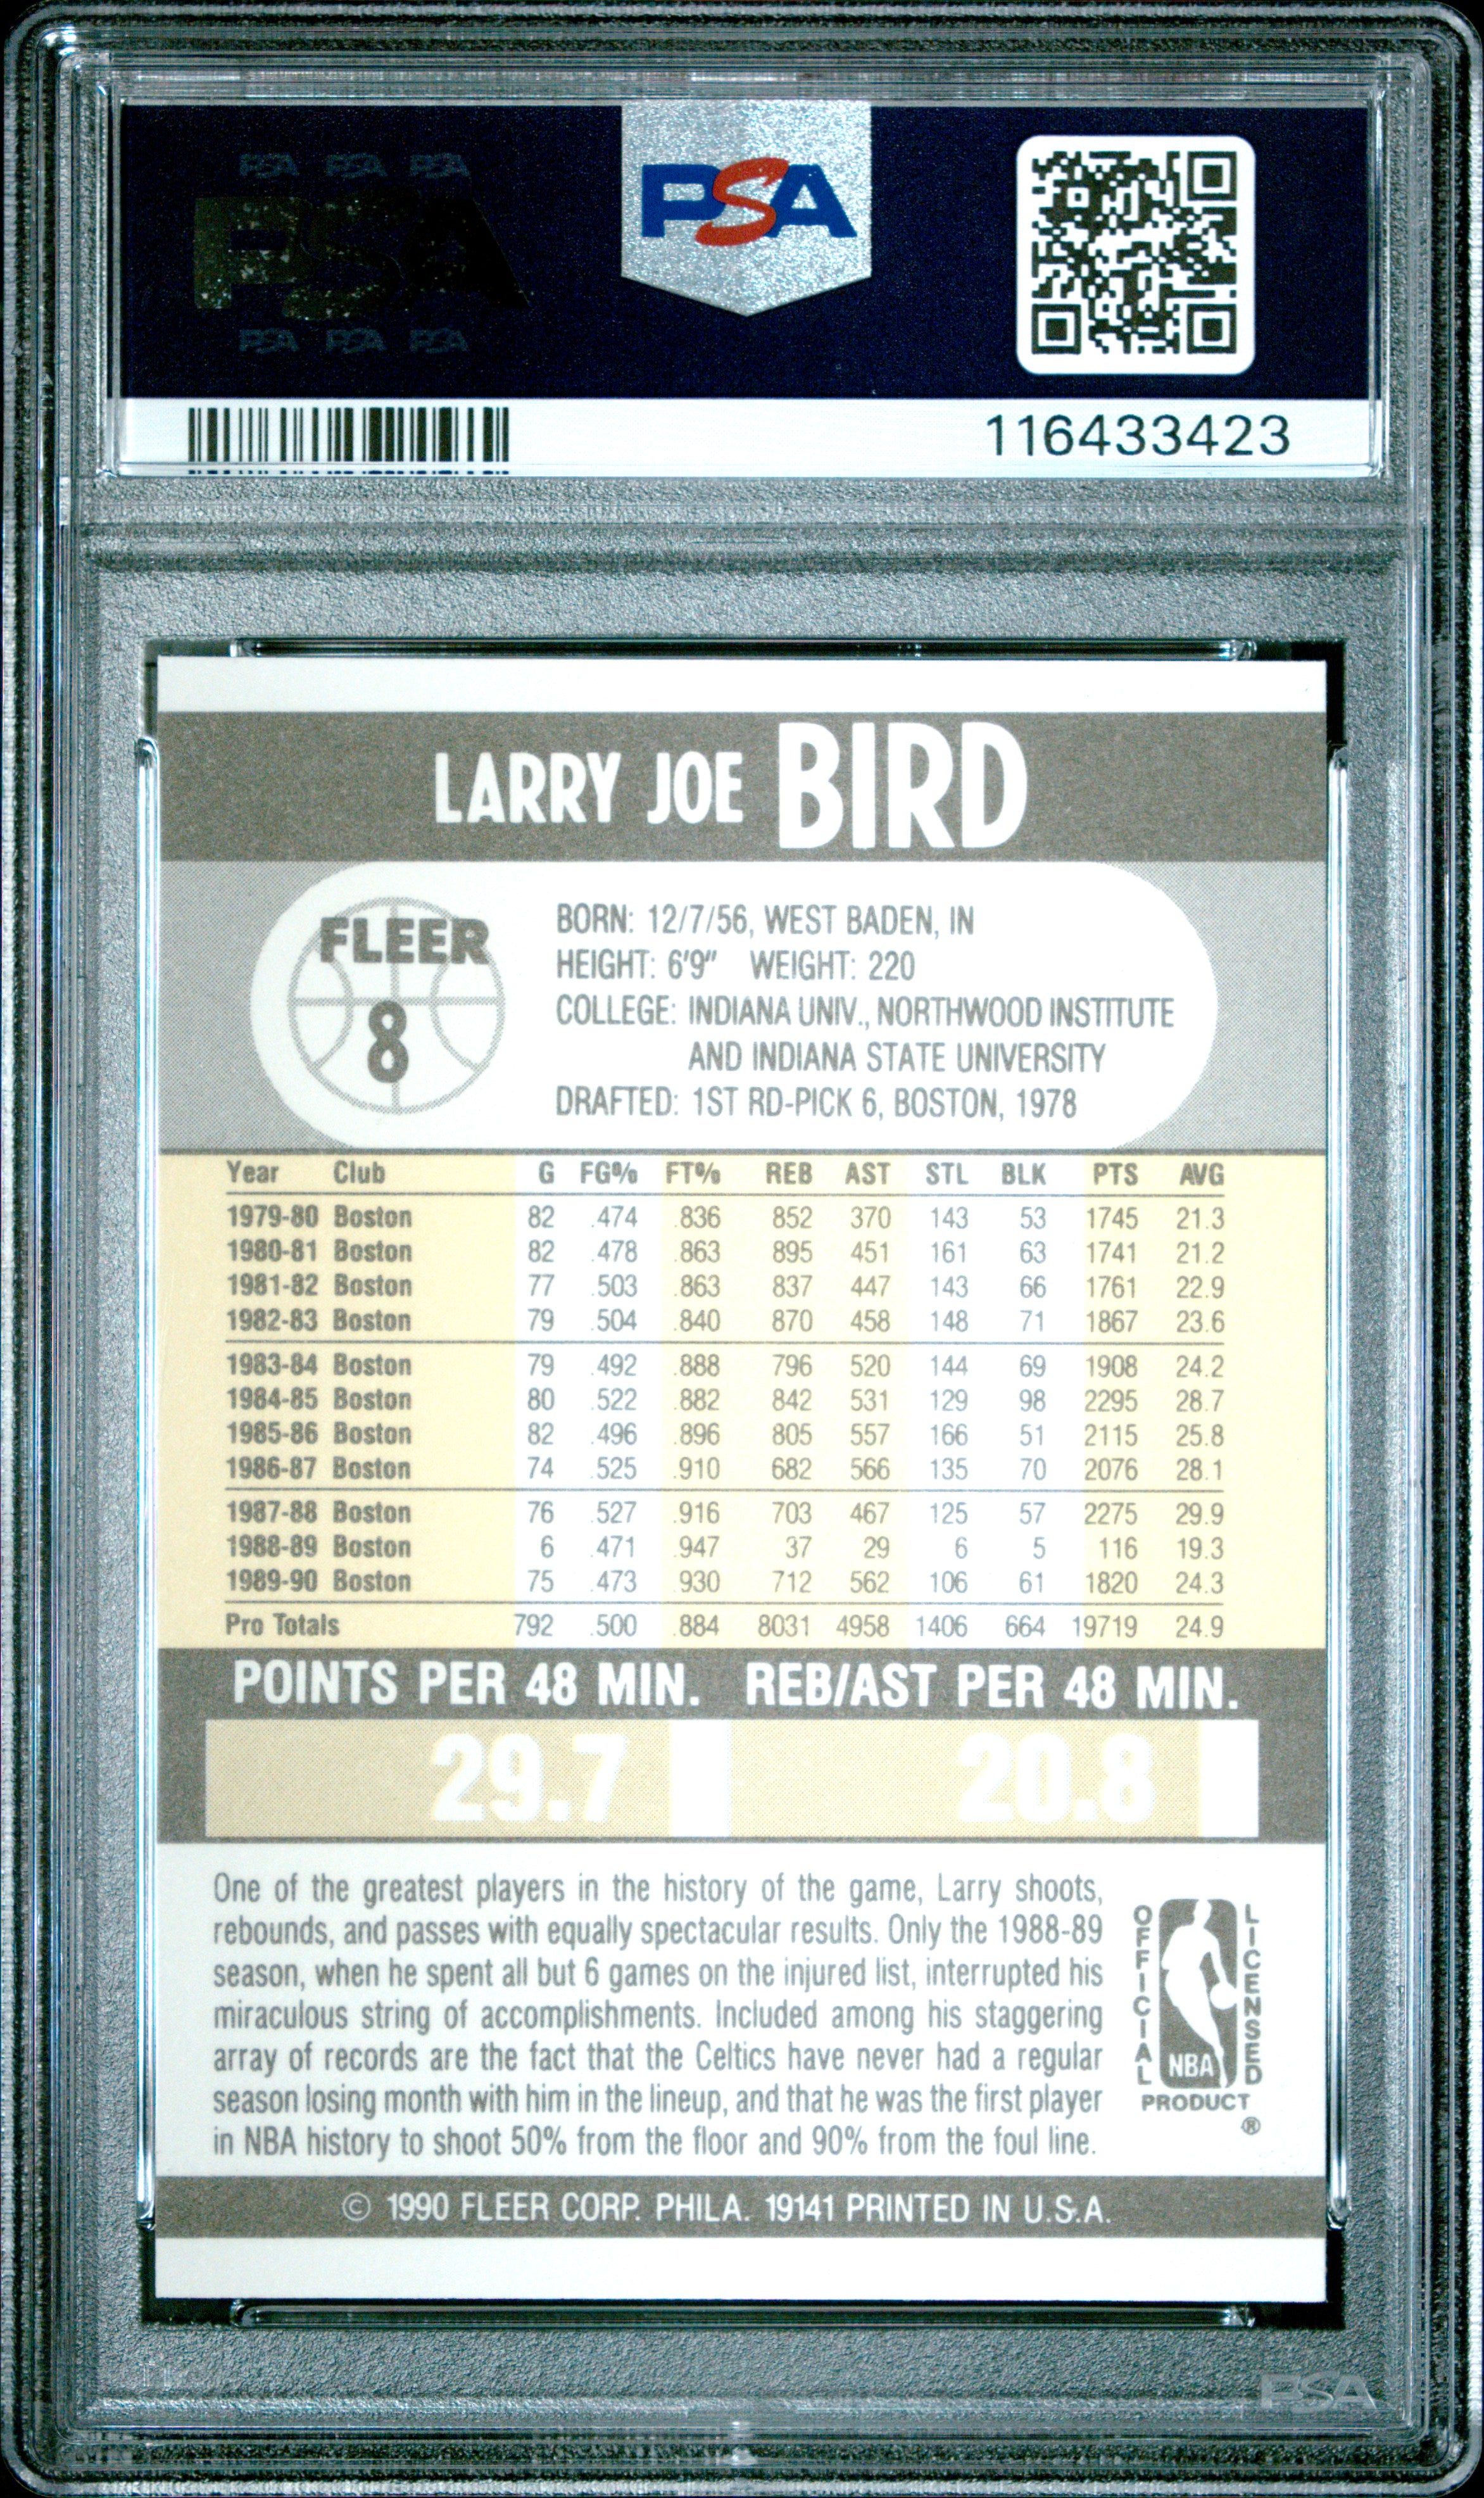 PSA PSA PSA
PSA
PSA PSA PSA
PSA
116433423
LARRY JOE BIRD
FLEER
8
BORN: 12/7/56, WEST BADEN, IN
HEIGHT: 6'9" WEIGHT: 220
COLLEGE: INDIANA UNIV., NORTHWOOD INSTITUTE
AND INDIANA STATE UNIVERSITY
DRAFTED: 1ST RD-PICK 6, BOSTON, 1978
Year Club G FG% FT% REB AST STL BLK PTS AVG
1979-80 Boston 82 .474 .836 852 370 143 53 1745 21.3
1980-81 Boston 82 .478 .863 895 451 161 63 1741 21.2
1981-82 Boston 77 .503 .863 837 447 143 66 1761 22.9
1982-83 Boston 79 .504 .840 870 458 148 71 1867 23.6
1983-84 Boston 79 .492 .888 796 520 144 69 1908 24.2
1984-85 Boston 80 .522 .882 842 531 129 98 2295 28.7
1985-86 Boston 82 .496 .896 805 557 166 51 2115 25.8
1986-87 Boston 74 .525 .910 682 566 135 70 2076 28.1
1987-88 Boston 76 .527 .916 703 467 125 57 2275 29.9
1988-89 Boston 6 .471 .947 37 29 6 5 116 19.3
1989-90 Boston 75 .473 .930 712 562 106 61 1820 24.3
Pro Totals 792 .500 .884 8031 4958 1406 664 19719 24.9
POINTS PER 48 MIN. REB/AST PER 48 MIN.
29.7 20.8
One of the greatest players in the history of the game, Larry shoots,
rebounds, and passes with equally spectacular results. Only the 1988-89
season, when he spent all but 6 games on the injured list, interrupted his
miraculous string of accomplishments. Included among his staggering
array of records are the fact that the Celtics have never had a regular
season losing month with him in the lineup, and that he was the first player
in NBA history to shoot 50% from the floor and 90% from the foul line.
OFFICIAL LICENSED
NBA
PRODUCT
®
© 1990 FLEER CORP. PHILA. 19141 PRINTED IN U.S.A.
PSA